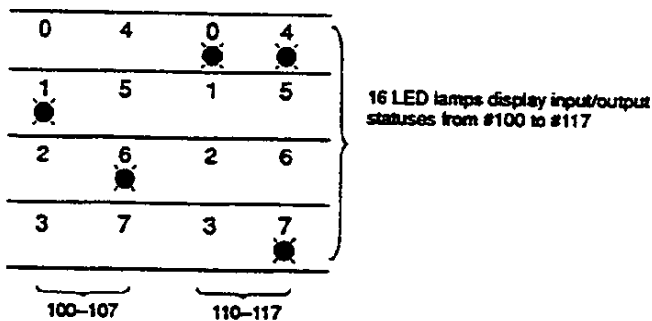 0 4 0 4
1 5 1 5
16 LED lamps display input/output
statuses from #100 to #117
2 6 2 6
3 7 3 7
100–107 110–117